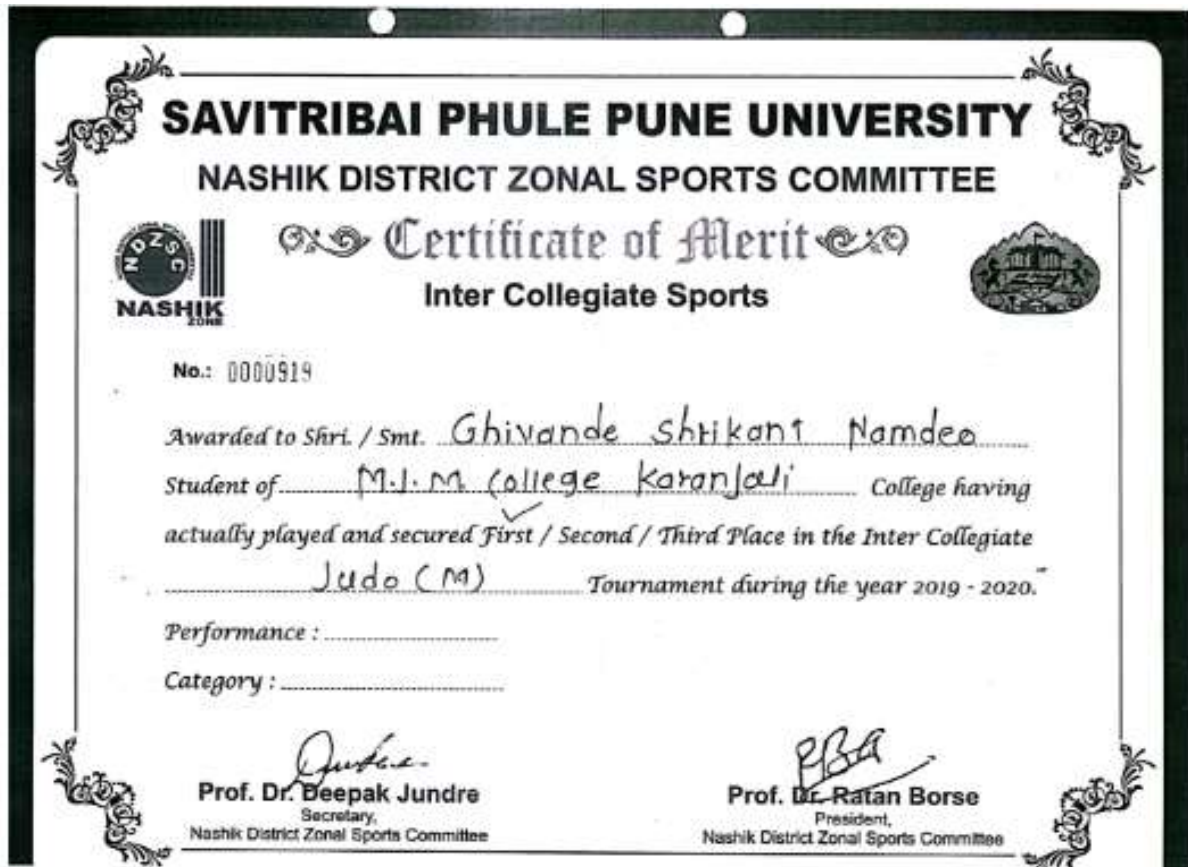 SAVITRIBAI PHULE PUNE UNIVERSITY
NASHIK DISTRICT ZONAL SPORTS COMMITTEE
Certificate of Merit
NDZSC
NASHIK
ZONE
Inter Collegiate Sports
No.: 0000919
Awarded to Shri. / Smt. Ghivande Shrikant Namdeo
Student of M.J.M. College Karanjali College having
actually played and secured First / Second / Third Place in the Inter Collegiate
Judo (M) Tournament during the year 2019 - 2020.
Performance :
Category :
Prof. Dr. Deepak Jundre
Secretary,
Nashik District Zonal Sports Committee
Prof. Dr. Ratan Borse
President,
Nashik District Zonal Sports Committee